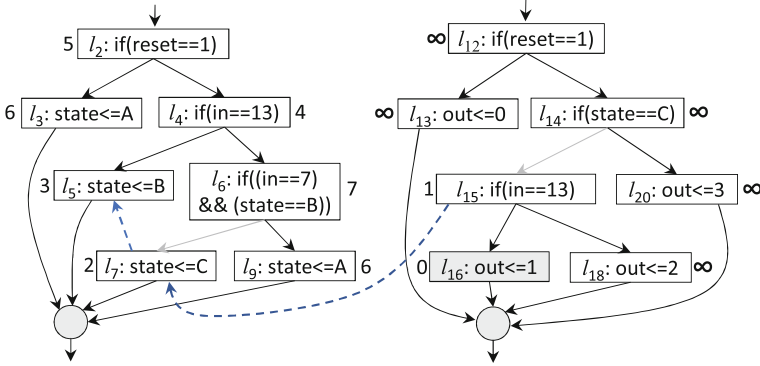 5 l2: if(reset==1)
6 l3: state<=A
l4: if(in==13) 4
3 l5: state<=B
l6: if((in==7)
&& (state==B)) 7
2 l7: state<=C
l9: state<=A 6
∞ l12: if(reset==1)
∞ l13: out<=0
l14: if(state==C) ∞
1 l15: if(in==13)
l20: out<=3 ∞
0 l16: out<=1
l18: out<=2 ∞